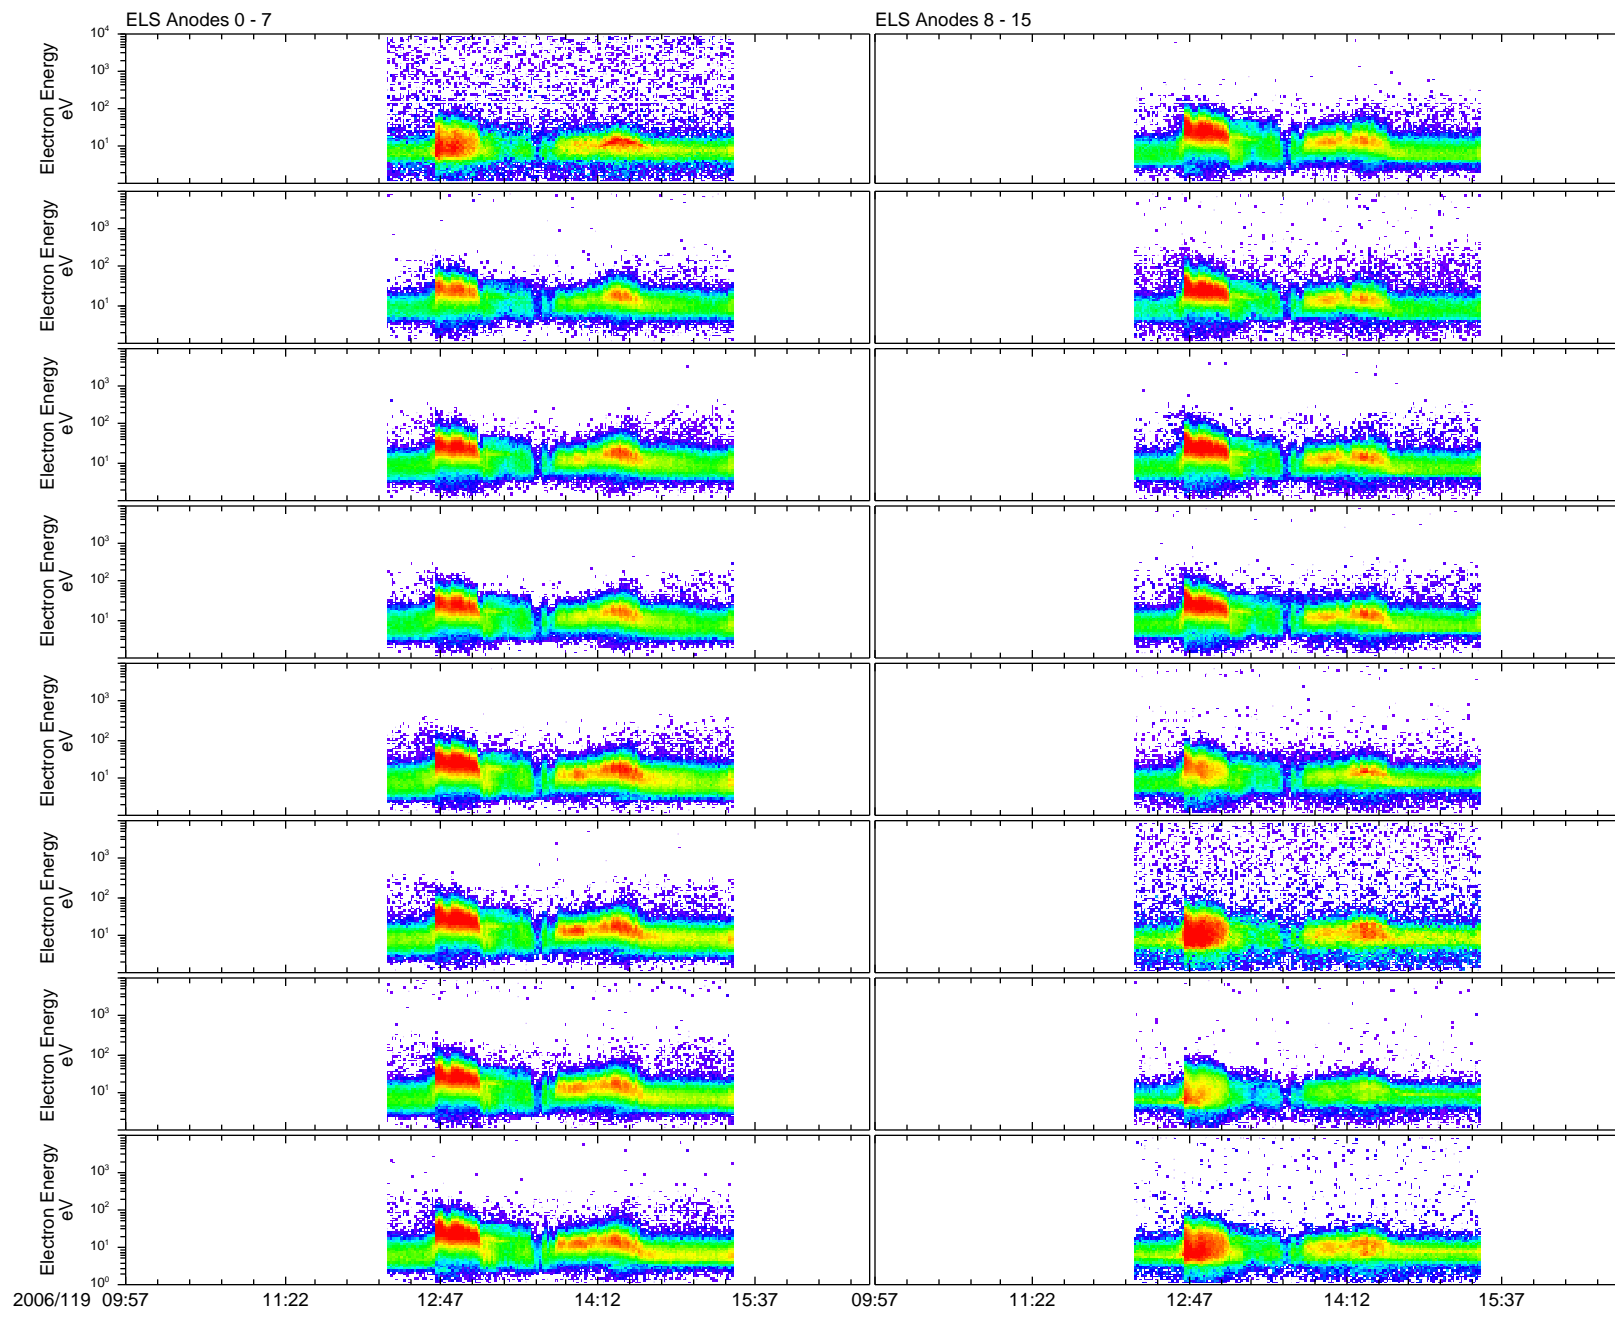 ELS Anodes 0 - 7 ELS Anodes 8 - 15
Electron Energy
eV
10⁴
10³
10²
10¹
Electron Energy
eV
10³
10²
10¹
Electron Energy
eV
10³
10²
10¹
Electron Energy
eV
10³
10²
10¹
Electron Energy
eV
10³
10²
10¹
Electron Energy
eV
10³
10²
10¹
Electron Energy
eV
10³
10²
10¹
Electron Energy
eV
10³
10²
10¹
10⁰
2006/119 09:57 11:22 12:47 14:12 15:37 09:57 11:22 12:47 14:12 15:37